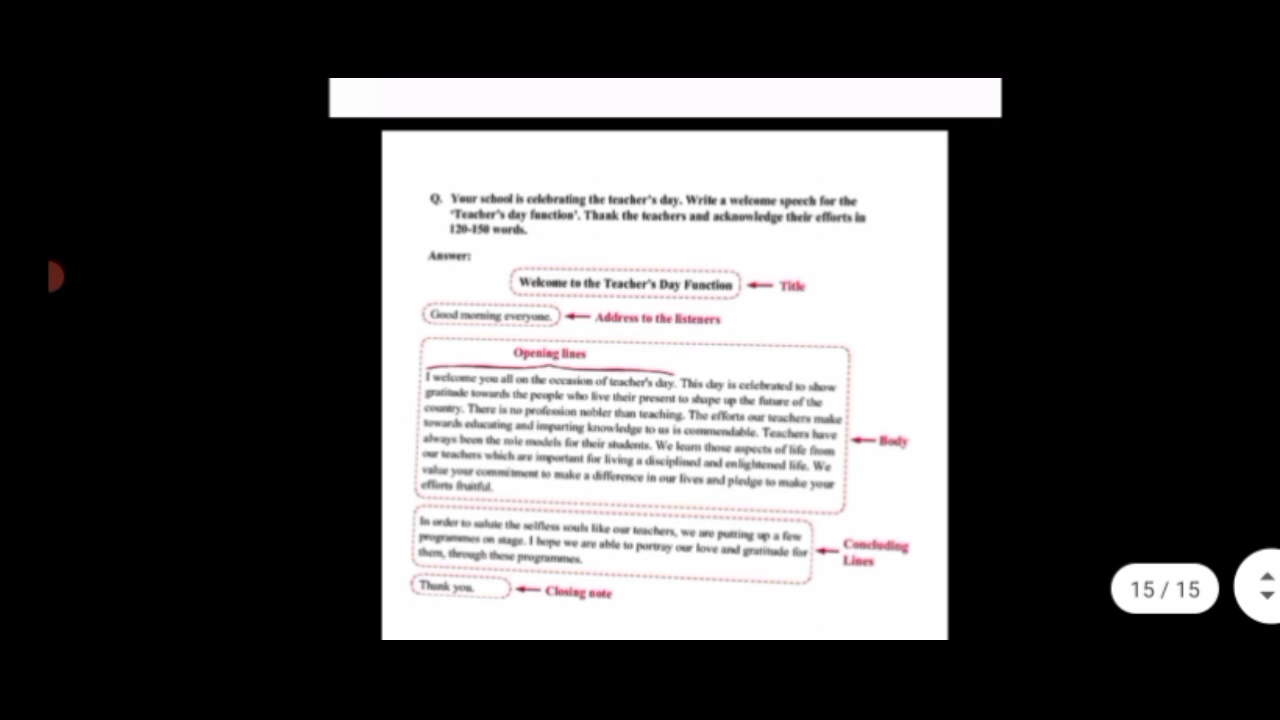 Q. Your school is celebrating the teacher's day. Write a welcome speech for the
'Teacher's day function'. Thank the teachers and acknowledge their efforts in
120-150 words.
Answer:
Welcome to the Teacher's Day Function
Title
Good morning everyone.
Address to the listeners
Opening lines
I welcome you all on the occasion of teacher's day. This day is celebrated to show
gratitude towards the people who live their present to shape up the future of the
country. There is no profession nobler than teaching. The efforts our teachers make
towards educating and imparting knowledge to us is commendable. Teachers have
always been the role models for their students. We learn those aspects of life from
our teachers which are important for living a disciplined and enlightened life. We
value your commitment to make a difference in our lives and pledge to make your
efforts fruitful.
Body
In order to salute the selfless souls like our teachers, we are putting up a few
programmes on stage. I hope we are able to portray our love and gratitude for
them, through these programmes.
Concluding
Lines
Thank you.
Closing note
15 / 15